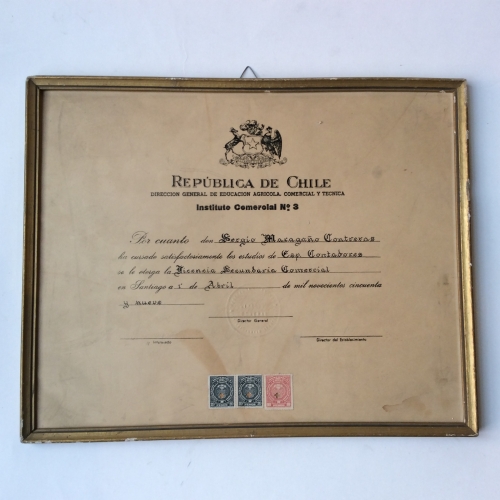 REPÚBLICA DE CHILE
DIRECCION GENERAL DE EDUCACION AGRICOLA, COMERCIAL Y TECNICA
Instituto Comercial Nº 3
Por cuanto don Sergio Maragaño Contreras
ha cursado satisfactoriamente los estudios de Esp. Contadores
se le otorga la Licencia Secundaria Comercial
en Santiago a 1 de Abril de mil novecientos cincuenta
y nueve
Director General
Director del Establecimiento